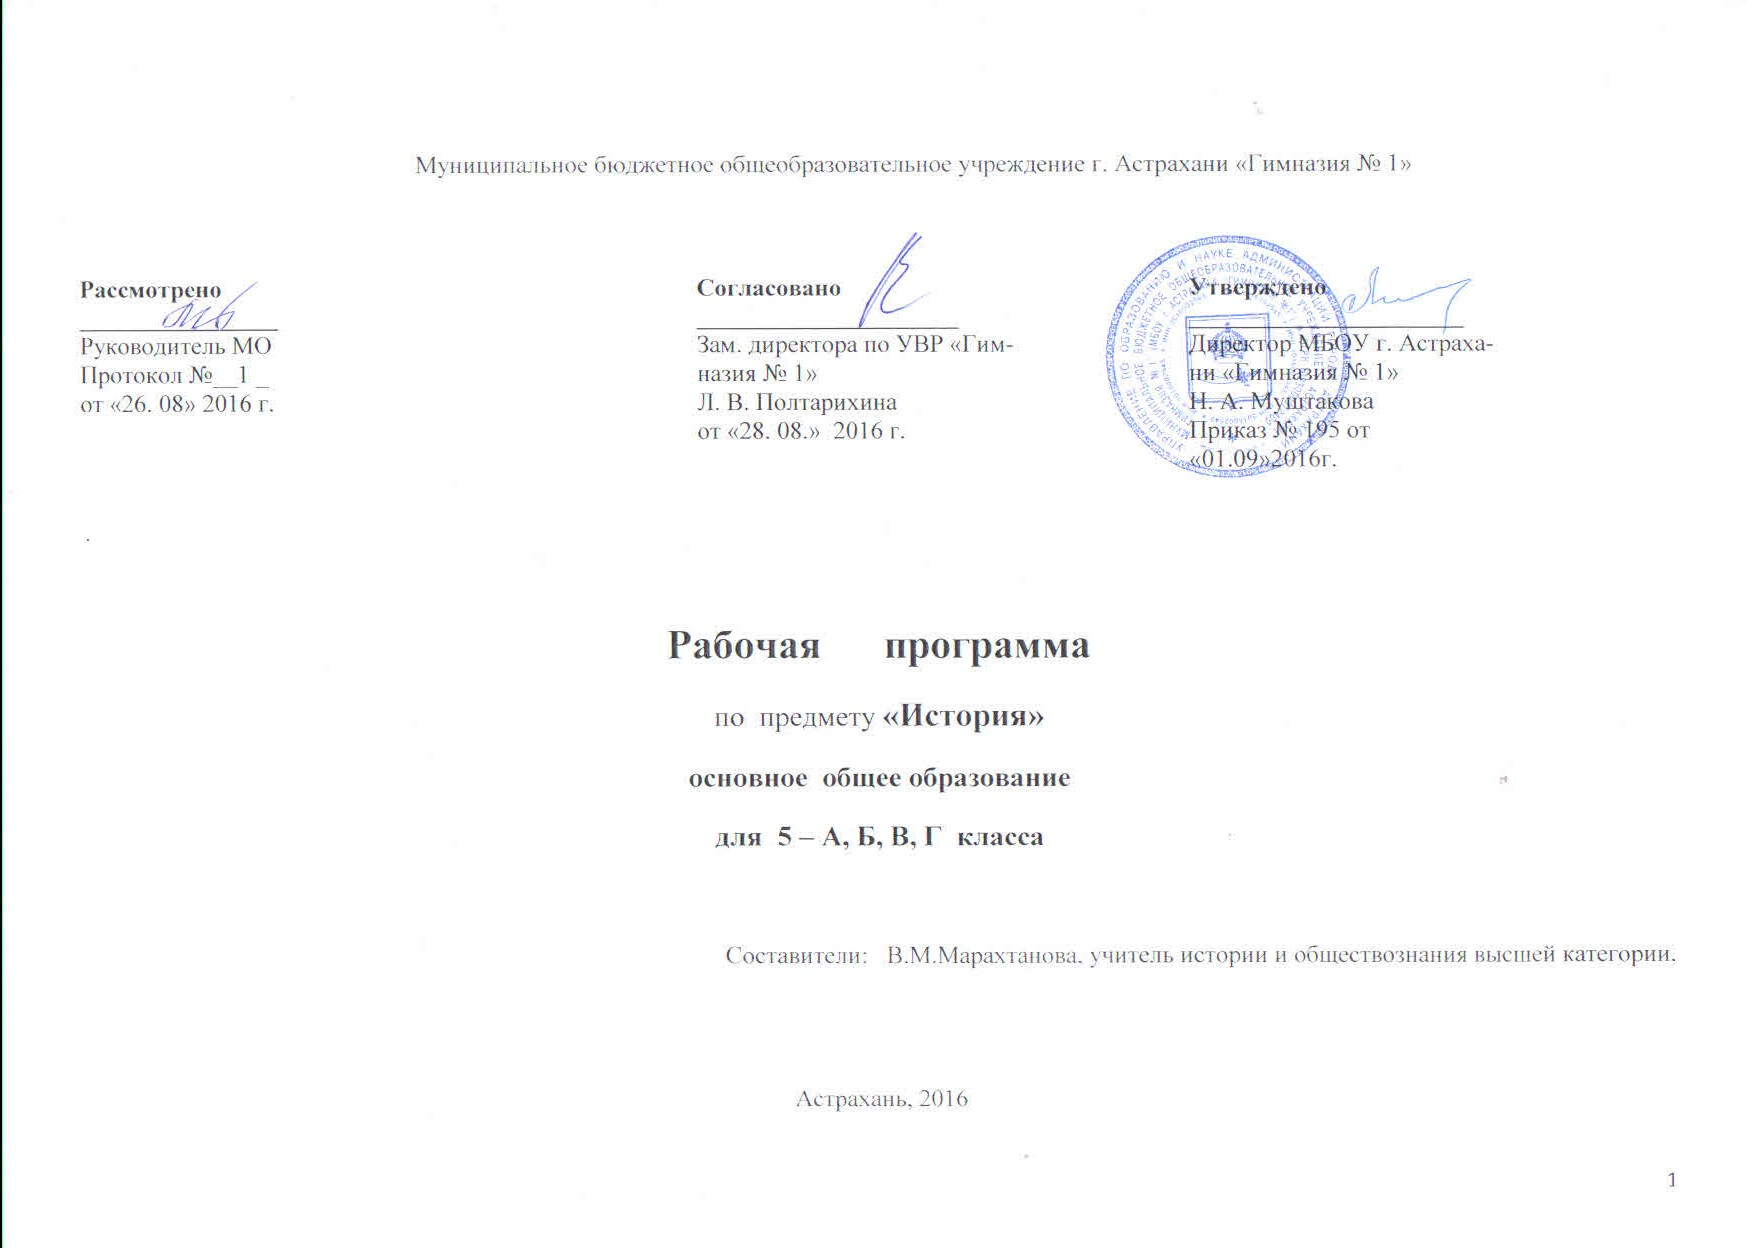 Муниципальное бюджетное общеобразовательное учреждение г. Астрахани «Гимназия № 1»
Рассмотрено
Руководитель МО
Протокол №__1 _
от «26. 08» 2016 г.
Согласовано
Зам. директора по УВР «Гим-
назия № 1»
Л. В. Полтарихина
от «28. 08.»  2016 г.
Утверждено
Директор МБОУ г. Астраха-
ни «Гимназия № 1»
Н. А. Муштакова
Приказ № 195 от
«01.09»2016г.
Рабочая программа
по предмету «История»
основное общее образование
для 5 – А, Б, В, Г класса
Составители: В.М.Марахтанова, учитель истории и обществознания высшей категории.
Астрахань, 2016
1